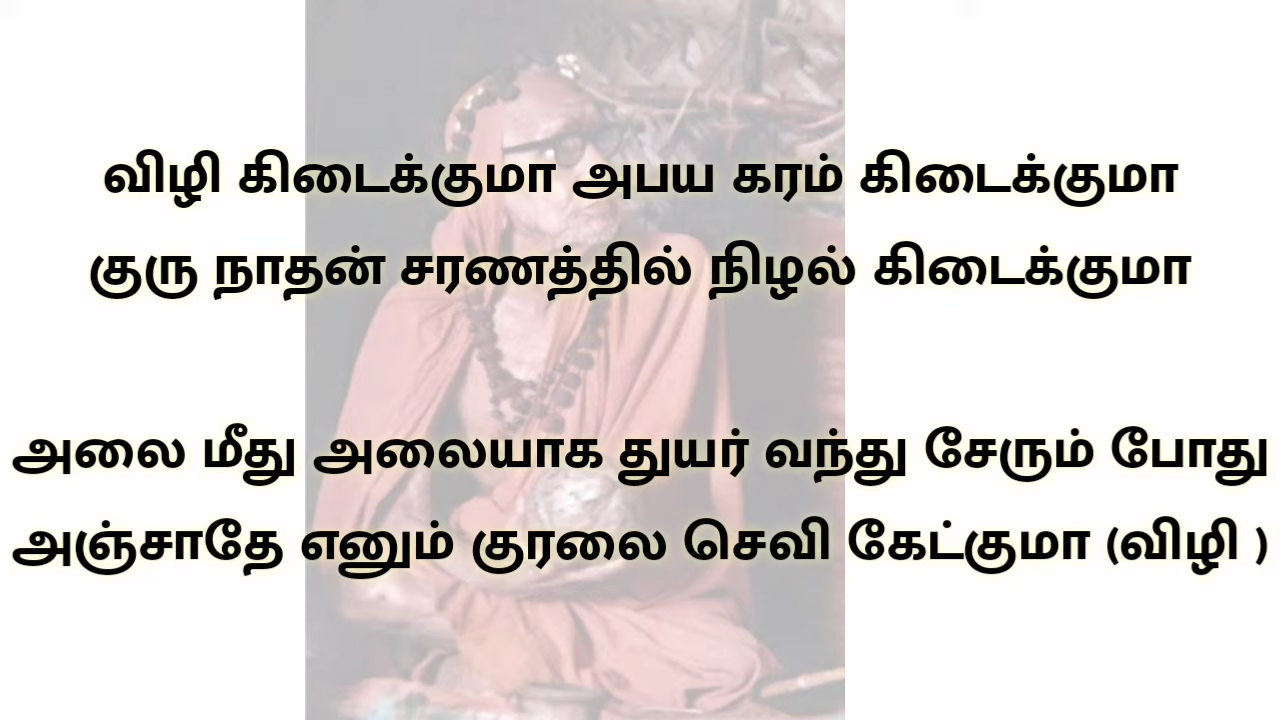 விழி கிடைக்குமா அபய கரம் கிடைக்குமா
குரு நாதன் சரணத்தில் நிழல் கிடைக்குமா
அலை மீது அலையாக துயர் வந்து சேரும் போது
அஞ்சாதே எனும் குரலை செவி கேட்குமா (விழி )